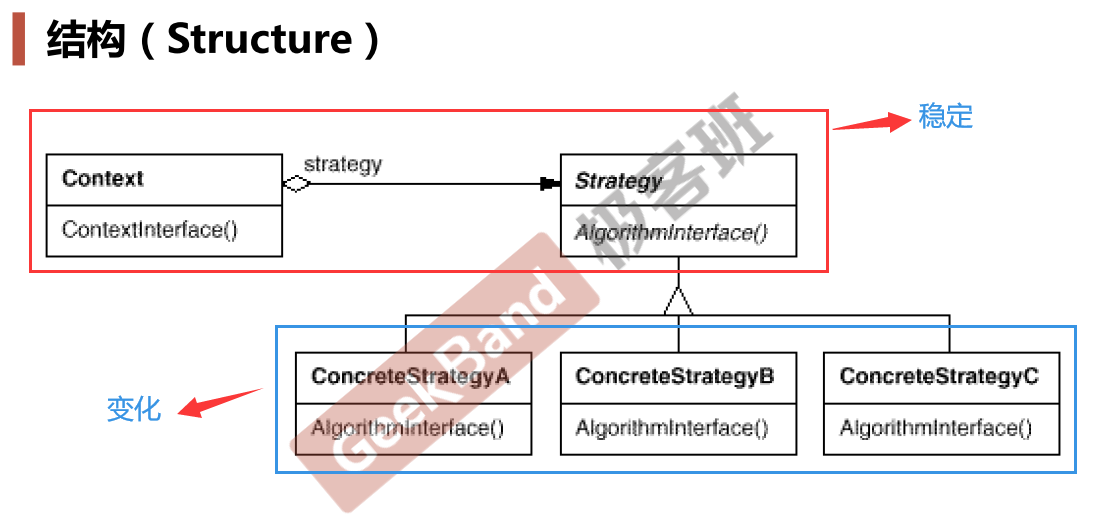 结构（Structure）
稳定
Context
ContextInterface()
strategy
Strategy
AlgorithmInterface()
极客班
GeekBand
变化
ConcreteStrategyA
AlgorithmInterface()
ConcreteStrategyB
AlgorithmInterface()
ConcreteStrategyC
AlgorithmInterface()